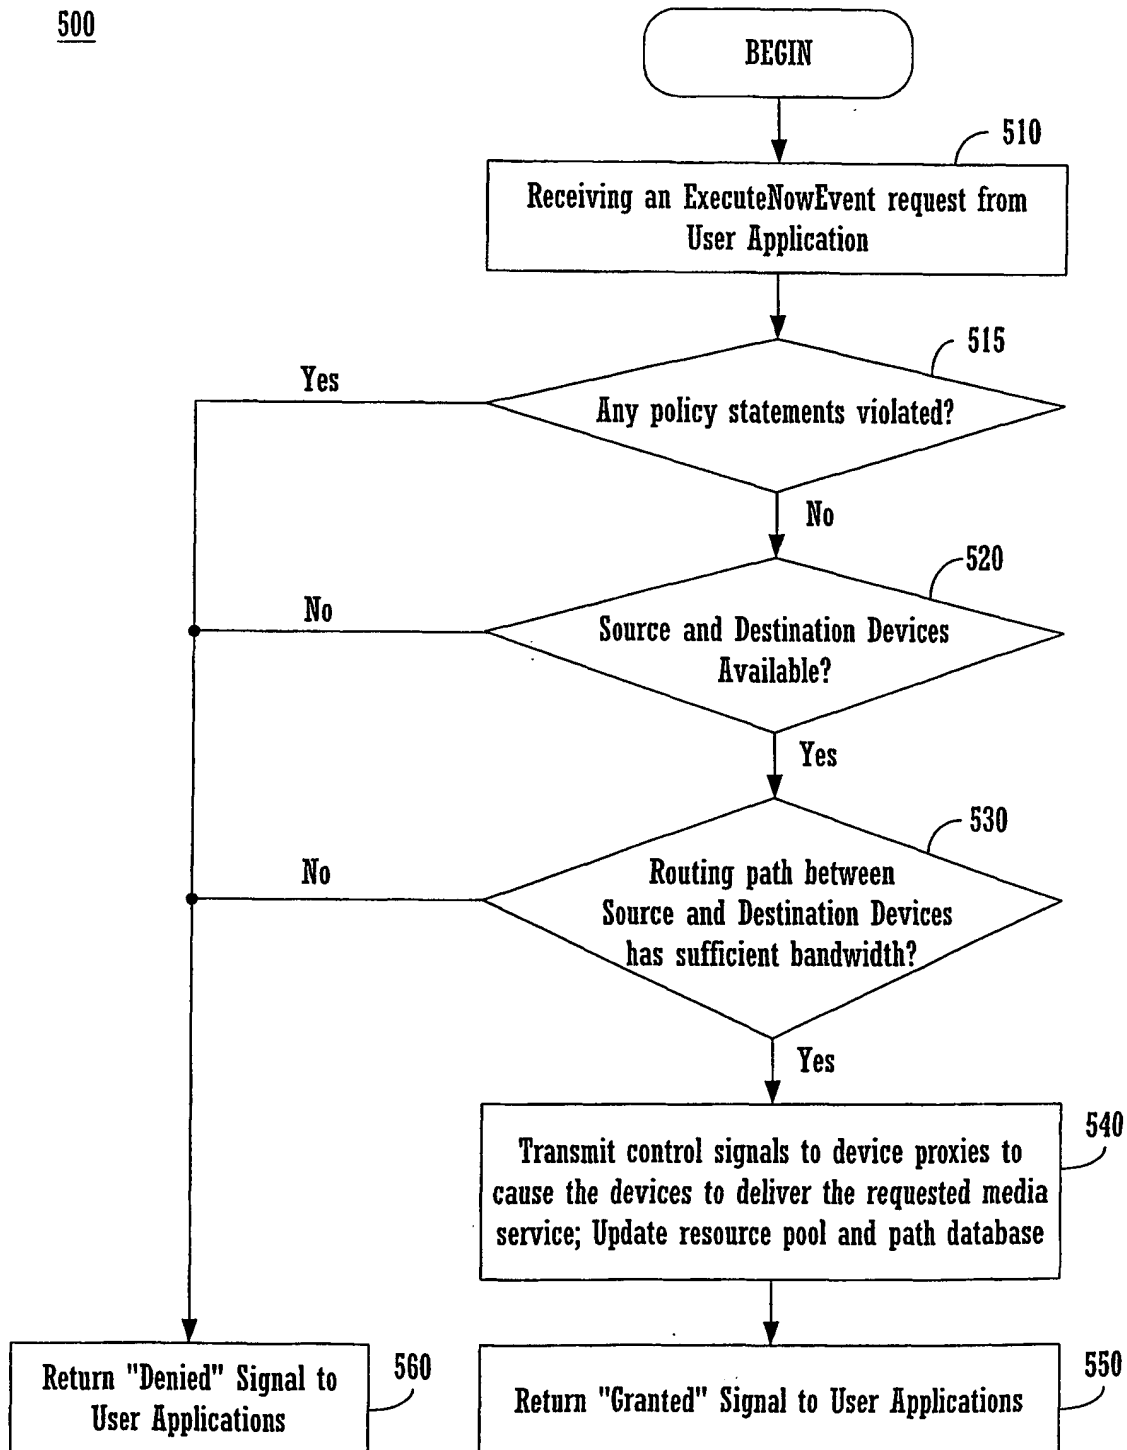 500
BEGIN
510
Receiving an ExecuteNowEvent request from
User Application
515
Yes
Any policy statements violated?
No
520
No
Source and Destination Devices
Available?
Yes
530
No
Routing path between
Source and Destination Devices
has sufficient bandwidth?
Yes
540
Transmit control signals to device proxies to
cause the devices to deliver the requested media
service; Update resource pool and path database
Return "Denied" Signal to
User Applications
560
Return "Granted" Signal to User Applications
550